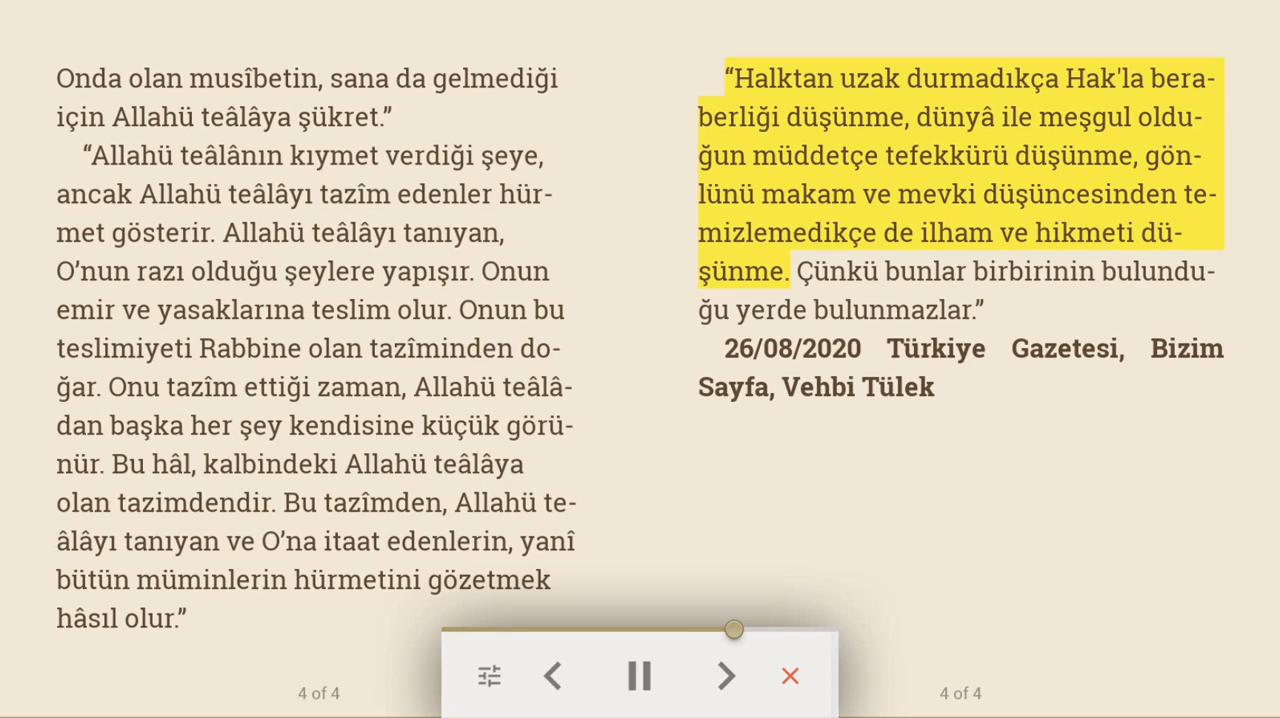 Onda olan musîbetin, sana da gelmediği
için Allahü teâlâya şükret.”
“Allahü teâlânın kıymet verdiği şeye,
ancak Allahü teâlâyı tazîm edenler hür-
met gösterir. Allahü teâlâyı tanıyan,
O’nun razı olduğu şeylere yapışır. Onun
emir ve yasaklarına teslim olur. Onun bu
teslimiyeti Rabbine olan tazîminden do-
ğar. Onu tazîm ettiği zaman, Allahü teâlâ-
dan başka her şey kendisine küçük görü-
nür. Bu hâl, kalbindeki Allahü teâlâya
olan tazimdendir. Bu tazîmden, Allahü te-
âlâyı tanıyan ve O’na itaat edenlerin, yanî
bütün müminlerin hürmetini gözetmek
hâsıl olur.”
4 of 4
“Halktan uzak durmadıkça Hak'la bera-
berliği düşünme, dünyâ ile meşgul oldu-
ğun müddetçe tefekkürü düşünme, gön-
lünü makam ve mevki düşüncesinden te-
mizlemedikçe de ilham ve hikmeti dü-
şünme. Çünkü bunlar birbirinin bulundu-
ğu yerde bulunmazlar.”
26/08/2020 Türkiye Gazetesi, Bizim
Sayfa, Vehbi Tülek
4 of 4